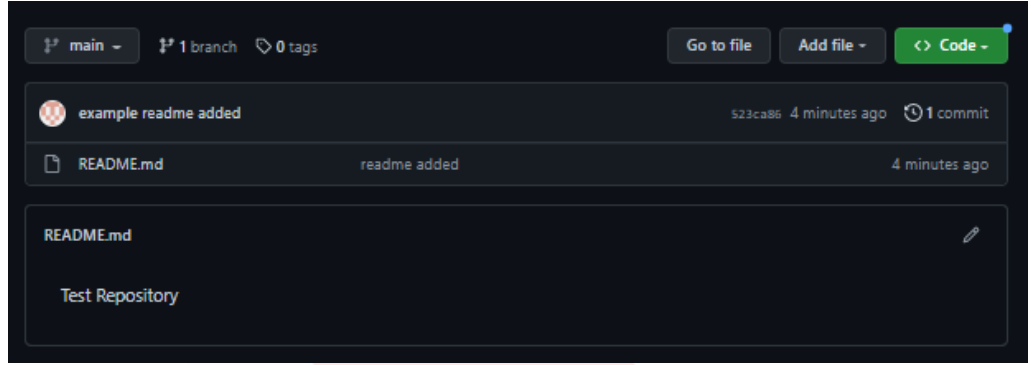 main 1 branch 0 tags Go to file Add file <> Code
example readme added 523ca86 4 minutes ago 1 commit
README.md readme added 4 minutes ago
README.md
Test Repository